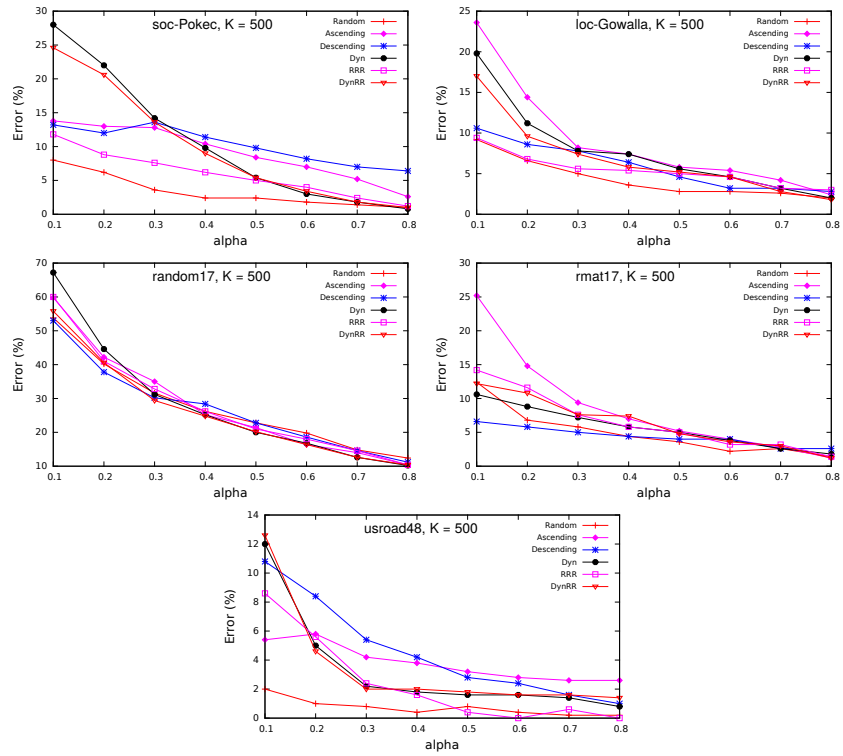 soc-Pokec, K = 500
Error (%)
30
25
20
15
10
5
0
0.1 0.2 0.3 0.4 0.5 0.6 0.7 0.8
alpha
Random
Ascending
Descending
Dyn
RRR
DynRR
loc-Gowalla, K = 500
Error (%)
25
20
15
10
5
0
0.1 0.2 0.3 0.4 0.5 0.6 0.7 0.8
alpha
Random
Ascending
Descending
Dyn
RRR
DynRR
random17, K = 500
Error (%)
70
60
50
40
30
20
10
0.1 0.2 0.3 0.4 0.5 0.6 0.7 0.8
alpha
Random
Ascending
Descending
Dyn
RRR
DynRR
rmat17, K = 500
Error (%)
30
25
20
15
10
5
0
0.1 0.2 0.3 0.4 0.5 0.6 0.7 0.8
alpha
Random
Ascending
Descending
Dyn
RRR
DynRR
usroad48, K = 500
Error (%)
14
12
10
8
6
4
2
0
0.1 0.2 0.3 0.4 0.5 0.6 0.7 0.8
alpha
Random
Ascending
Descending
Dyn
RRR
DynRR